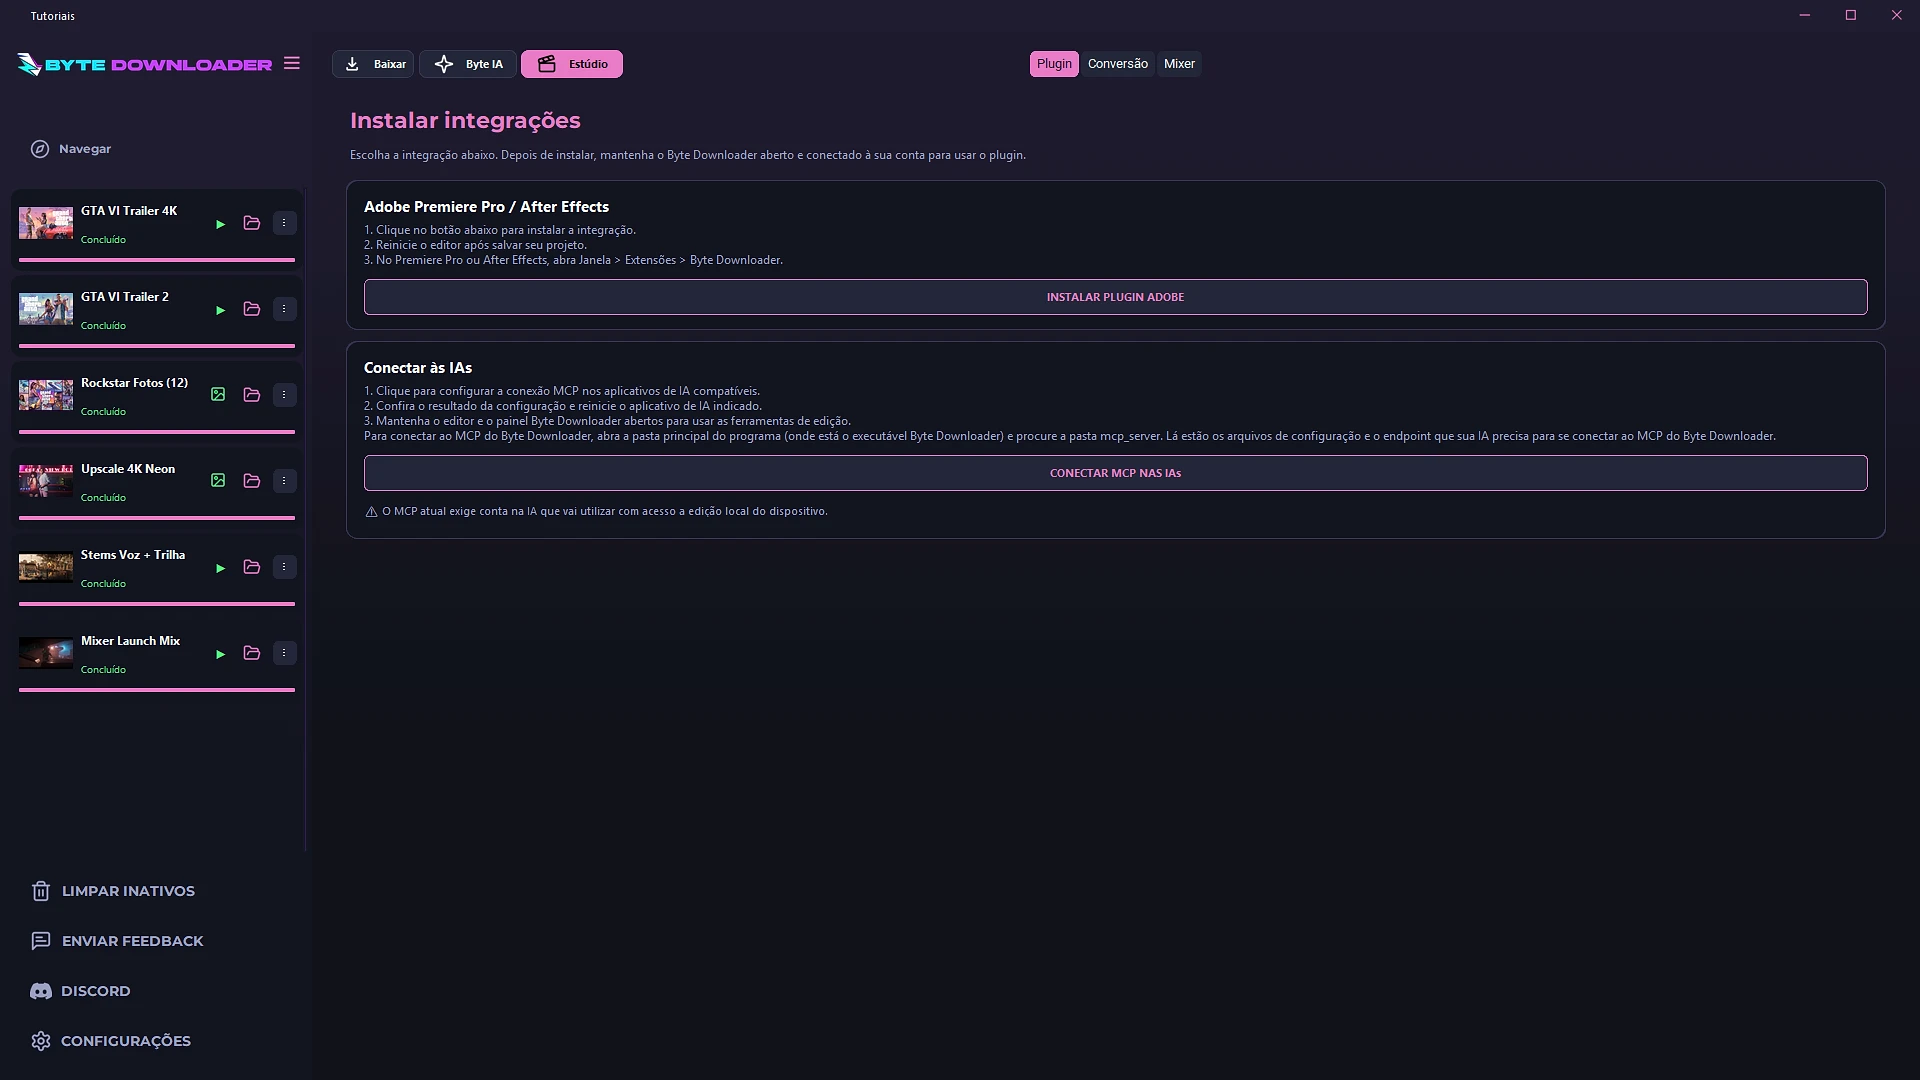 Tutoriais
BYTE DOWNLOADER
Baixar
Byte IA
Estúdio
Plugin
Conversão
Mixer
Navegar
GTA VI Trailer 4K
Concluído
GTA VI Trailer 2
Concluído
Rockstar Fotos (12)
Concluído
Upscale 4K Neon
Concluído
Stems Voz + Trilha
Concluído
Mixer Launch Mix
Concluído
LIMPAR INATIVOS
ENVIAR FEEDBACK
DISCORD
CONFIGURAÇÕES
Instalar integrações
Escolha a integração abaixo. Depois de instalar, mantenha o Byte Downloader aberto e conectado à sua conta para usar o plugin.
Adobe Premiere Pro / After Effects
1. Clique no botão abaixo para instalar a integração.
2. Reinicie o editor após salvar seu projeto.
3. No Premiere Pro ou After Effects, abra Janela > Extensões > Byte Downloader.
INSTALAR PLUGIN ADOBE
Conectar às IAs
1. Clique para configurar a conexão MCP nos aplicativos de IA compatíveis.
2. Confira o resultado da configuração e reinicie o aplicativo de IA indicado.
3. Mantenha o editor e o painel Byte Downloader abertos para usar as ferramentas de edição.
Para conectar ao MCP do Byte Downloader, abra a pasta principal do programa (onde está o executável Byte Downloader) e procure a pasta mcp_server. Lá estão os arquivos de configuração e o endpoint que sua IA precisa para se conectar ao MCP do Byte Downloader.
CONECTAR MCP NAS IAs
⚠ O MCP atual exige conta na IA que vai utilizar com acesso a edição local do dispositivo.